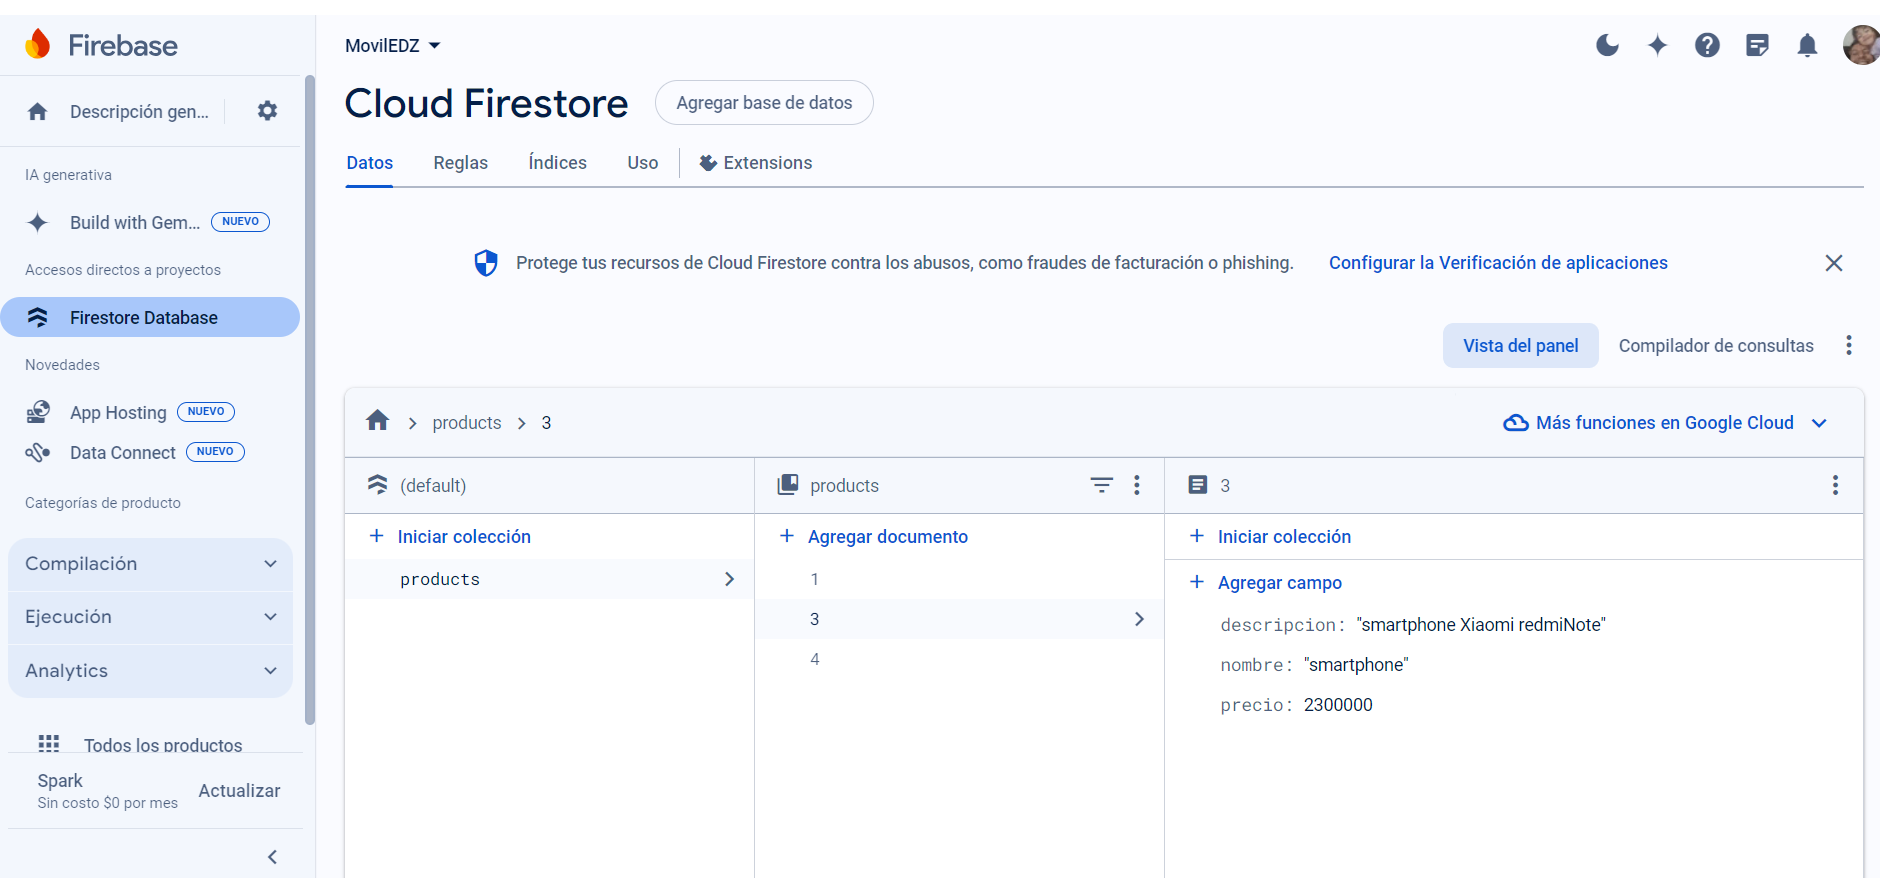 Firebase
MovilEDZ
Descripción gen...
Cloud Firestore
Agregar base de datos
Datos
Reglas
Índices
Uso
Extensions
IA generativa
Build with Gem...
NUEVO
Accesos directos a proyectos
Firestore Database
Novedades
App Hosting
NUEVO
Data Connect
NUEVO
Categorías de producto
Compilación
Ejecución
Analytics
Todos los productos
Spark
Sin costo $0 por mes
Actualizar
Protege tus recursos de Cloud Firestore contra los abusos, como fraudes de facturación o phishing.
Configurar la Verificación de aplicaciones
Vista del panel
Compilador de consultas
products
3
Más funciones en Google Cloud
(default)
Iniciar colección
products
products
Agregar documento
1
3
4
3
Iniciar colección
Agregar campo
descripcion: "smartphone Xiaomi redmiNote"
nombre: "smartphone"
precio: 2300000